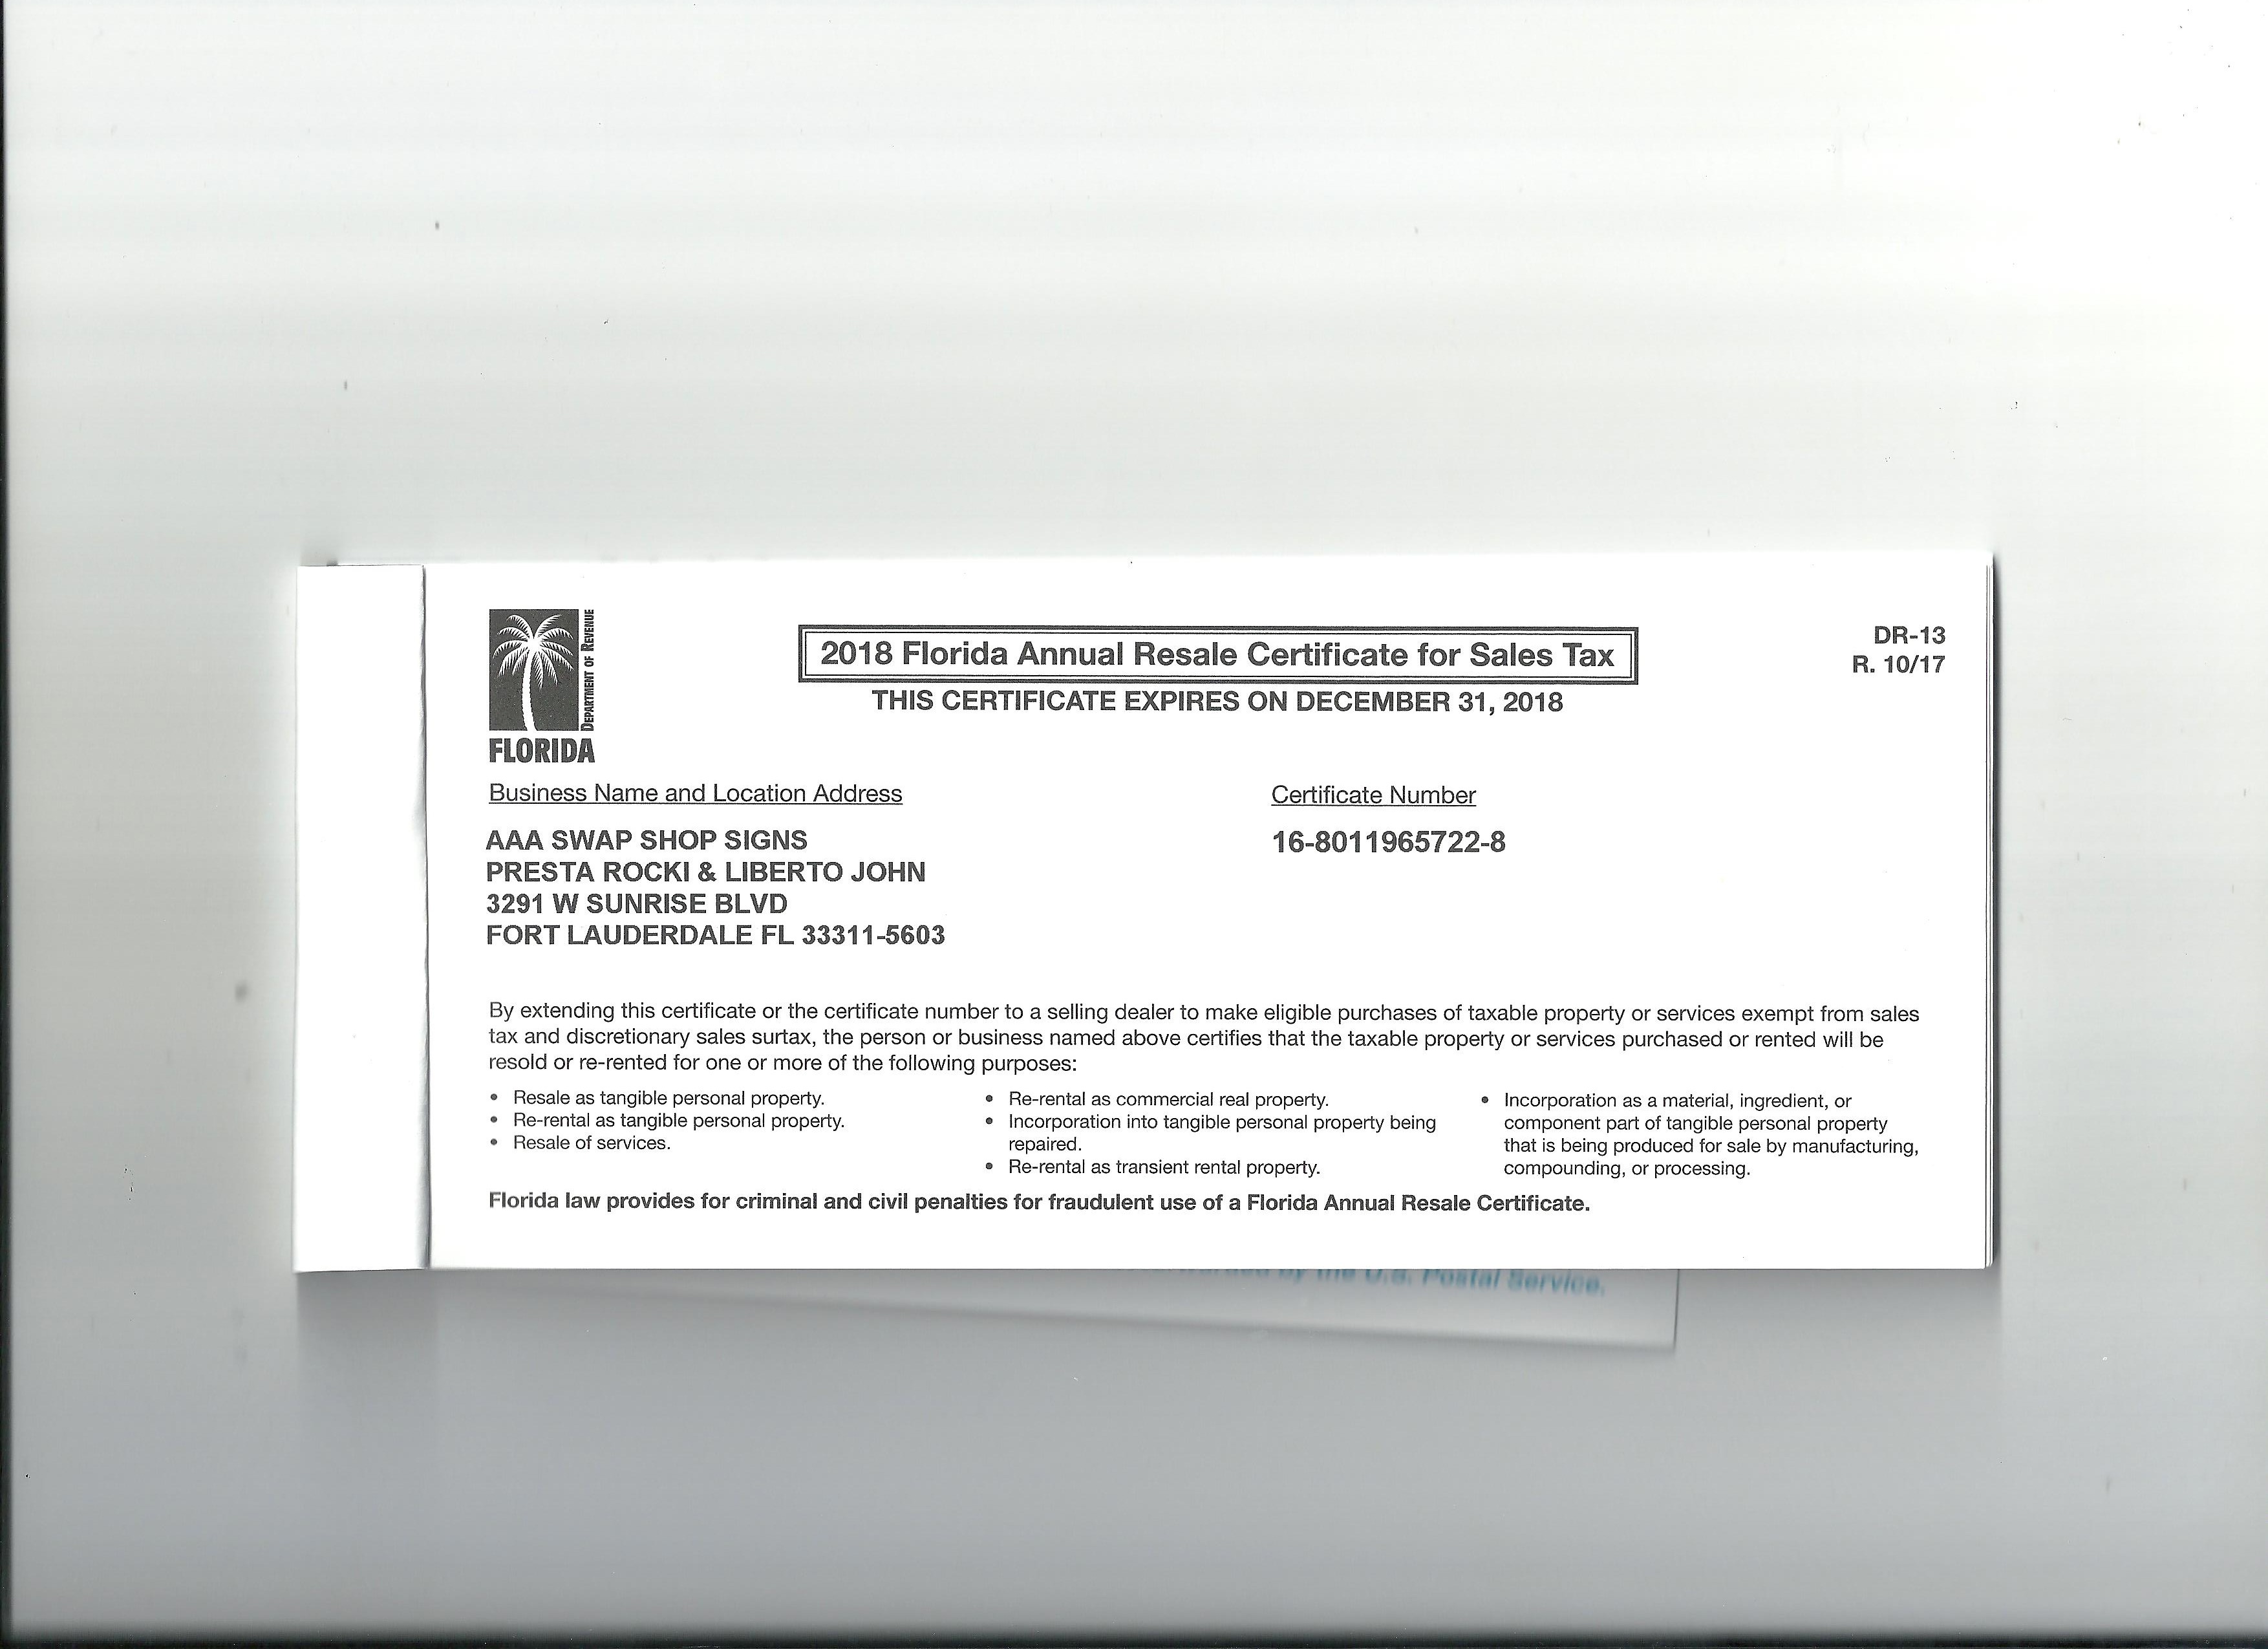 DEPARTMENT OF REVENUE
FLORIDA
2018 Florida Annual Resale Certificate for Sales Tax
THIS CERTIFICATE EXPIRES ON DECEMBER 31, 2018
DR-13
R. 10/17
Business Name and Location Address
AAA SWAP SHOP SIGNS
PRESTA ROCKI & LIBERTO JOHN
3291 W SUNRISE BLVD
FORT LAUDERDALE FL 33311-5603
Certificate Number
16-8011965722-8
By extending this certificate or the certificate number to a selling dealer to make eligible purchases of taxable property or services exempt from sales
tax and discretionary sales surtax, the person or business named above certifies that the taxable property or services purchased or rented will be
resold or re-rented for one or more of the following purposes:
• Resale as tangible personal property.
• Re-rental as tangible personal property.
• Resale of services.
• Re-rental as commercial real property.
• Incorporation into tangible personal property being
repaired.
• Re-rental as transient rental property.
• Incorporation as a material, ingredient, or
component part of tangible personal property
that is being produced for sale by manufacturing,
compounding, or processing.
Florida law provides for criminal and civil penalties for fraudulent use of a Florida Annual Resale Certificate.
by the U.S. Postal Service.